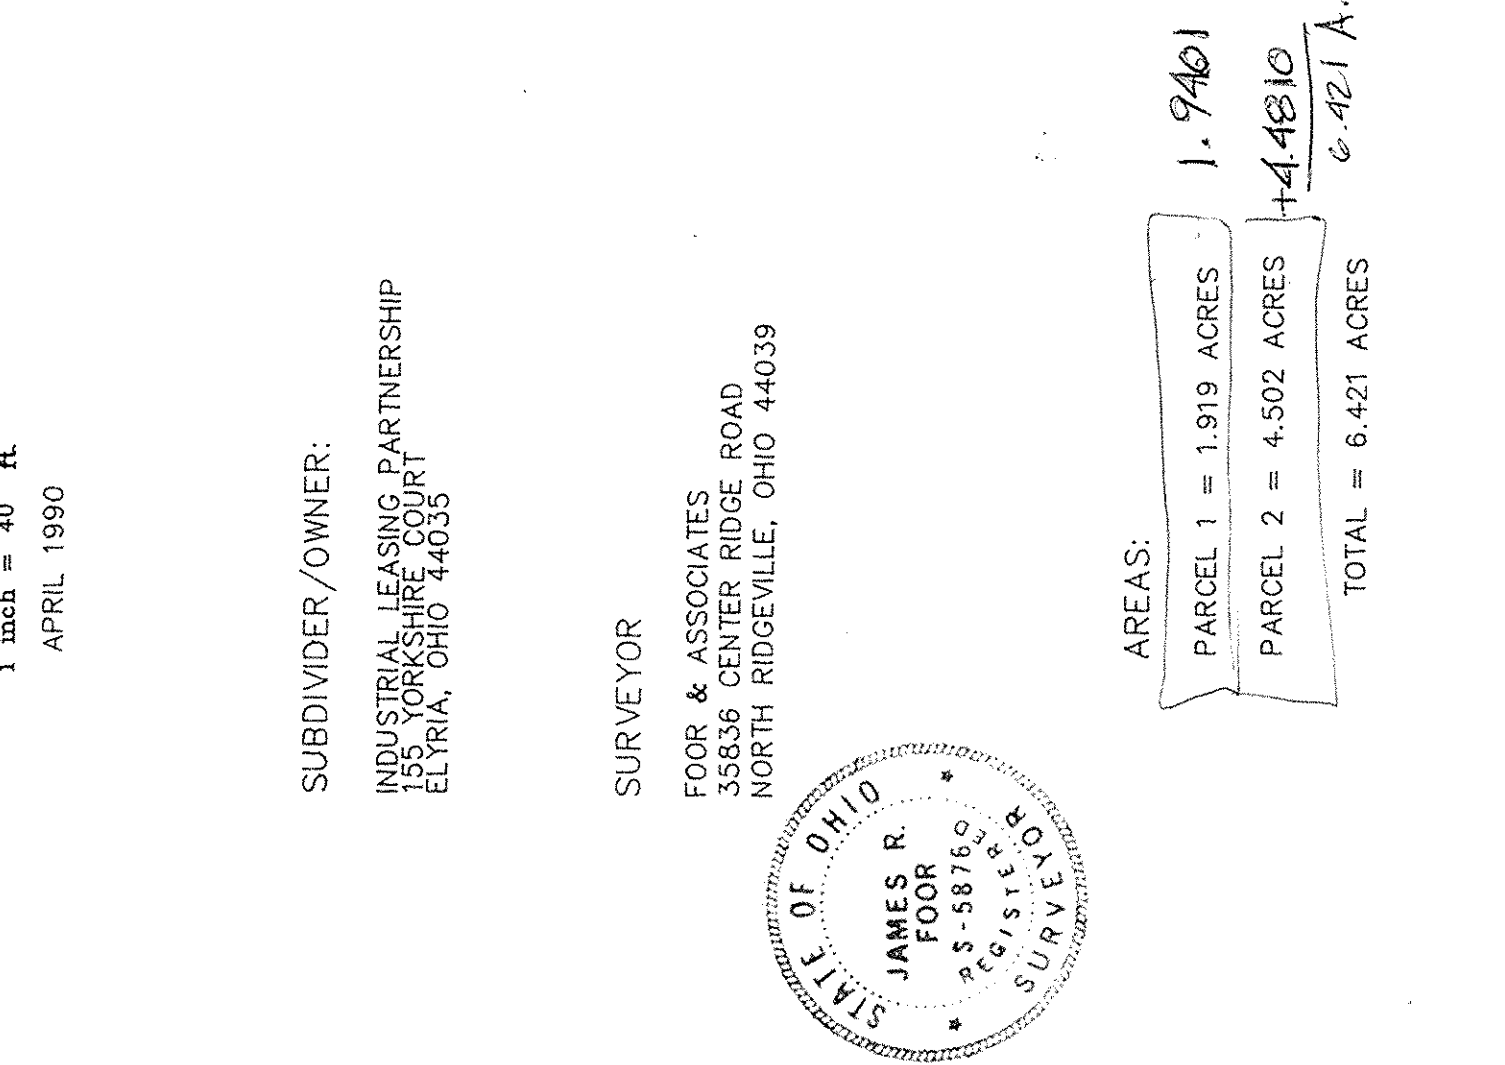 1 inch = 40 ft.
APRIL 1990
SUBDIVIDER/OWNER:
INDUSTRIAL LEASING PARTNERSHIP
155 YORKSHIRE COURT
ELYRIA, OHIO 44035
SURVEYOR
FOOR & ASSOCIATES
35836 CENTER RIDGE ROAD
NORTH RIDGEVILLE, OHIO 44039
STATE OF OHIO
JAMES R.
FOOR
S-5876
REGISTERED
SURVEYOR
AREAS:
PARCEL 1 = 1.919 ACRES 1.9401
PARCEL 2 = 4.502 ACRES +4.4810
TOTAL = 6.421 ACRES 6.421 A.